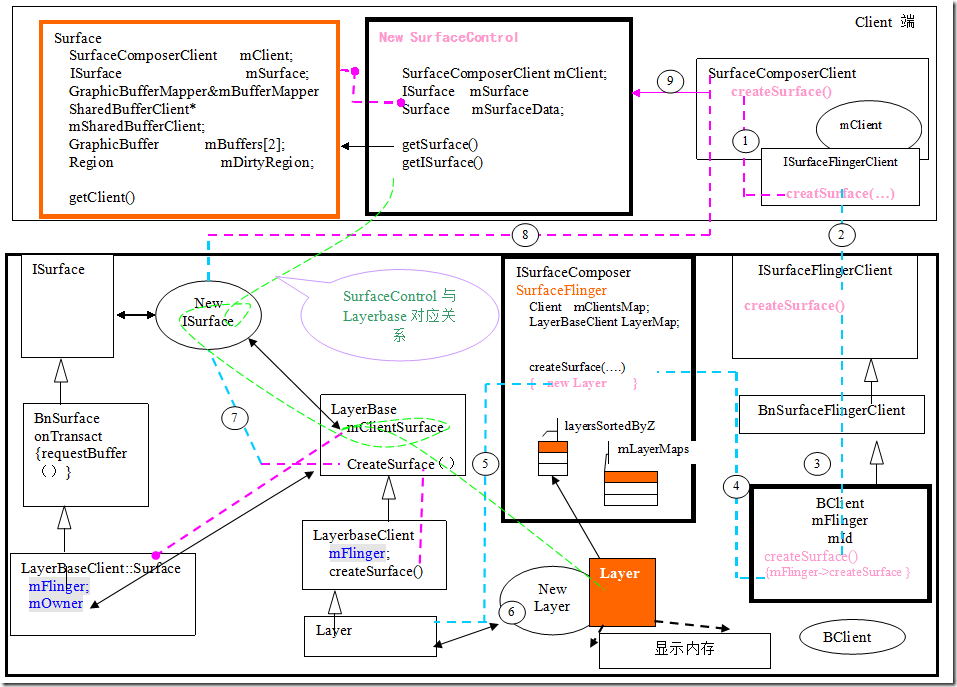 Client 端
Surface
SurfaceComposerClient mClient;
ISurface mSurface;
GraphicBufferMapper&mBufferMapper
SharedBufferClient*
mSharedBufferClient;
GraphicBuffer mBuffers[2];
Region mDirtyRegion;
getClient()
New SurfaceControl
SurfaceComposerClient mClient;
ISurface mSurface
Surface mSurfaceData;
getSurface()
getISurface()
9
SurfaceComposerClient
createSurface()
mClient
1
ISurfaceFlingerClient
creatSurface(…)
8
2
ISurface
New
ISurface
SurfaceControl 与
Layerbase 对应关
系
ISurfaceComposer
SurfaceFlinger
Client mClientsMap;
LayerBaseClient LayerMap;
createSurface(….)
{ new Layer }
layersSortedByZ
mLayerMaps
ISurfaceFlingerClient
createSurface()
BnSurfaceFlingerClient
3
4
BClient
mFlinger
mId
createSurface()
{mFlinger->createSurface }
BClient
BnSurface
onTransact
{requestBuffer
（）}
7
LayerBase
mClientSurface
CreateSurface（）
5
LayerbaseClient
mFlinger;
createSurface()
LayerBaseClient::Surface
mFlinger;
mOwner
Layer
New
Layer
6
Layer
显示内存